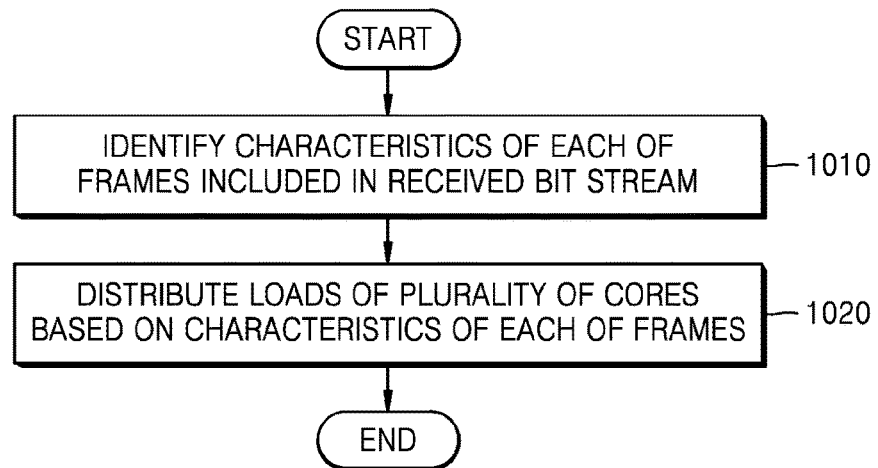 START
IDENTIFY CHARACTERISTICS OF EACH OF
FRAMES INCLUDED IN RECEIVED BIT STREAM
1010
DISTRIBUTE LOADS OF PLURALITY OF CORES
BASED ON CHARACTERISTICS OF EACH OF FRAMES
1020
END